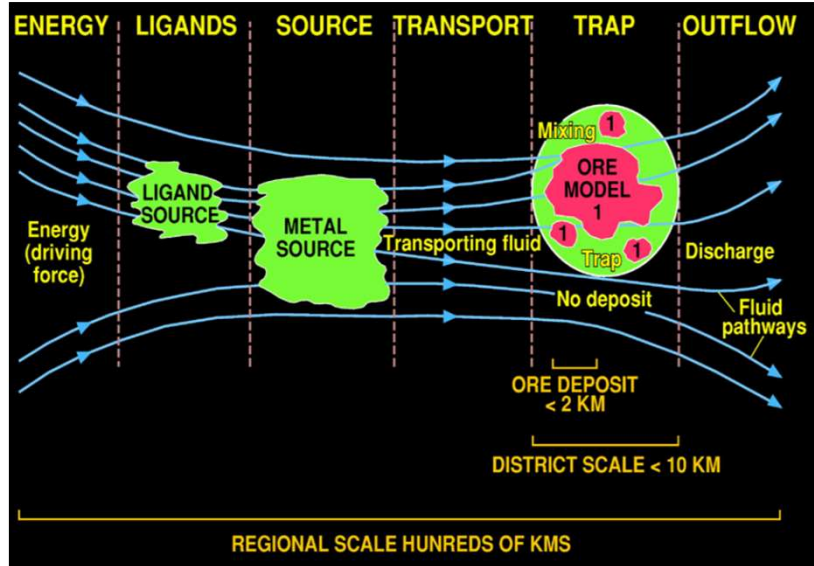 ENERGY LIGANDS SOURCE TRANSPORT TRAP OUTFLOW
Mixing
1
ORE
MODEL
1
LIGAND
SOURCE
METAL
SOURCE
Energy
(driving
force)
Transporting fluid
1
1
Trap
Discharge
No deposit
Fluid
pathways
ORE DEPOSIT
< 2 KM
DISTRICT SCALE < 10 KM
REGIONAL SCALE HUNREDS OF KMS